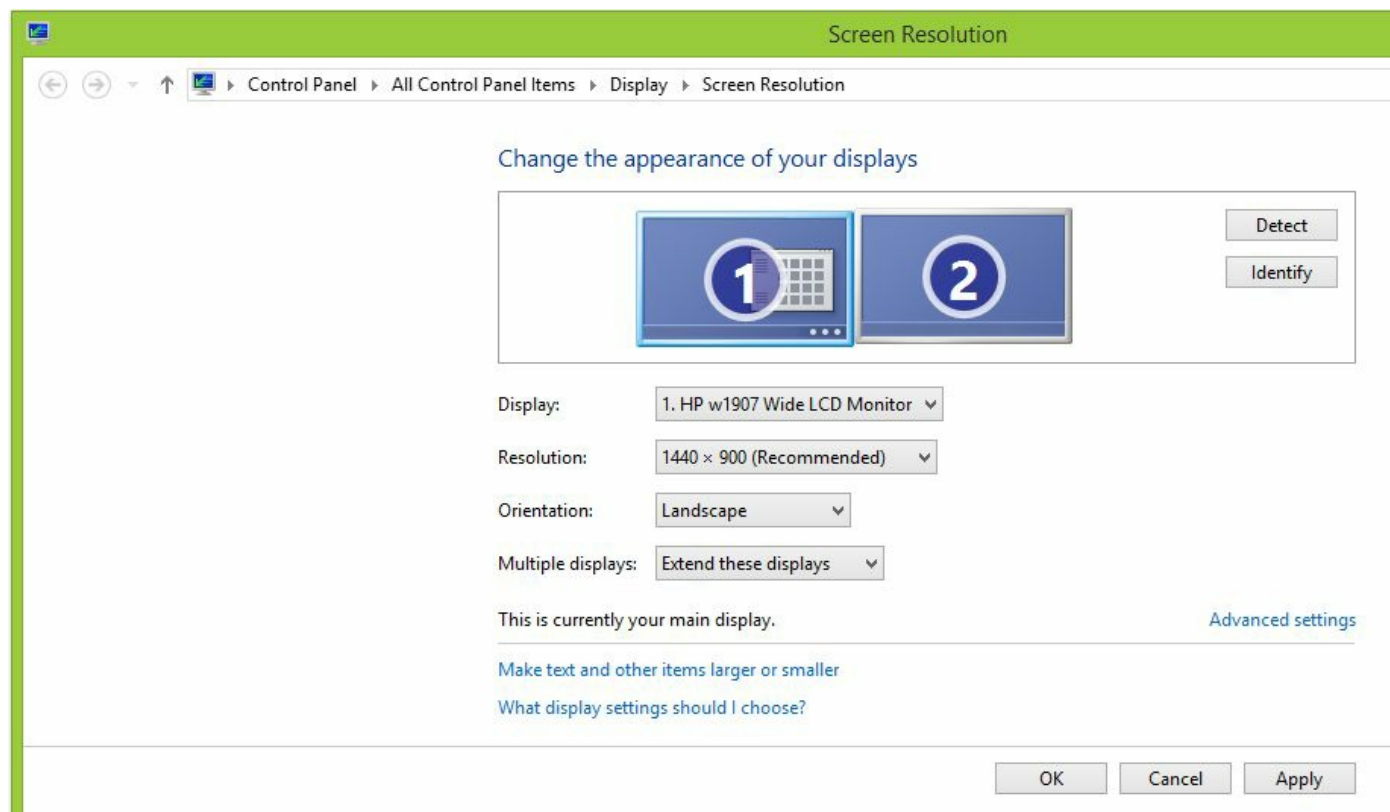 Screen Resolution
Control Panel All Control Panel Items Display Screen Resolution
Change the appearance of your displays
1 2
Detect
Identify
Display: 1. HP w1907 Wide LCD Monitor
Resolution: 1440 × 900 (Recommended)
Orientation: Landscape
Multiple displays: Extend these displays
This is currently your main display. Advanced settings
Make text and other items larger or smaller
What display settings should I choose?
OK Cancel Apply